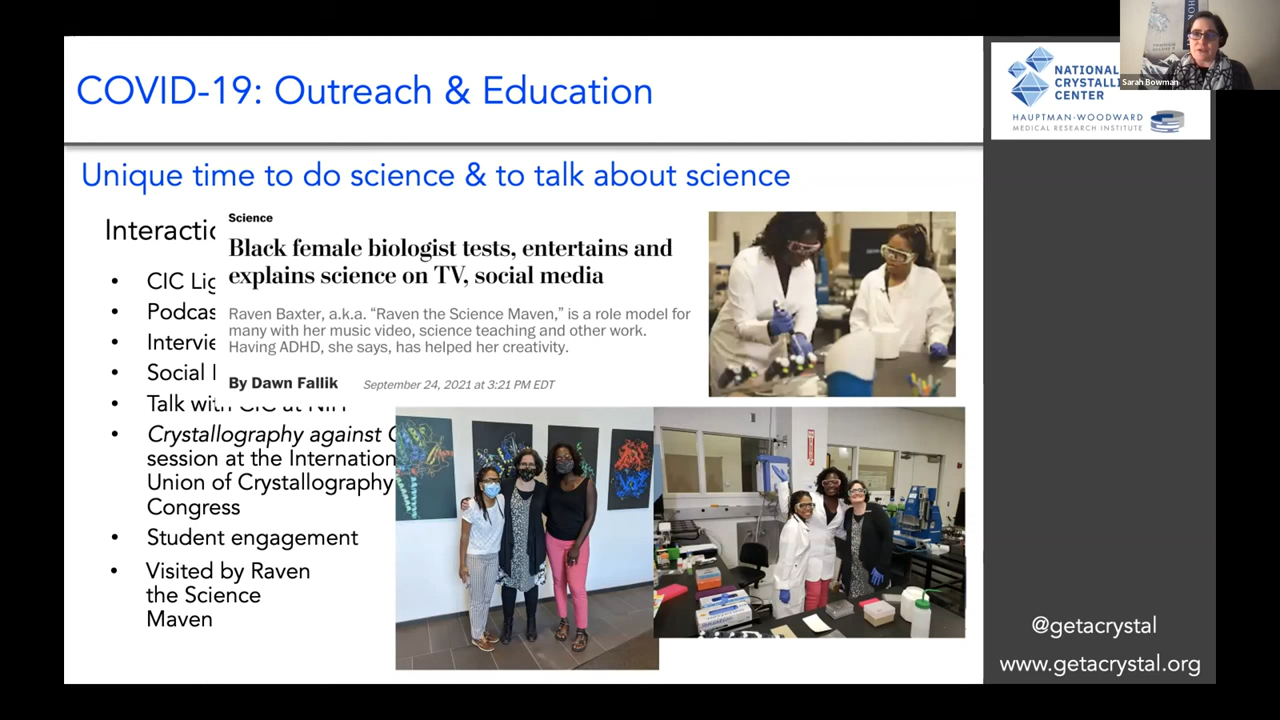 COVID-19: Outreach & Education
NATIONAL
CRYSTALLI
CENTER
HAUPTMAN-WOODWARD
MEDICAL RESEARCH INSTITUTE
Sarah Bowman
Unique time to do science & to talk about science
Interactic
Science
Black female biologist tests, entertains and
explains science on TV, social media
Raven Baxter, a.k.a. “Raven the Science Maven,” is a role model for
many with her music video, science teaching and other work.
Having ADHD, she says, has helped her creativity.
By Dawn Fallik September 24, 2021 at 3:21 PM EDT
• CIC Lig
• Podcas
• Intervie
• Social
• Talk with CIC at NIH
• Crystallography against
session at the Internation
Union of Crystallography
Congress
• Student engagement
• Visited by Raven
the Science
Maven
@getacrystal
www.getacrystal.org